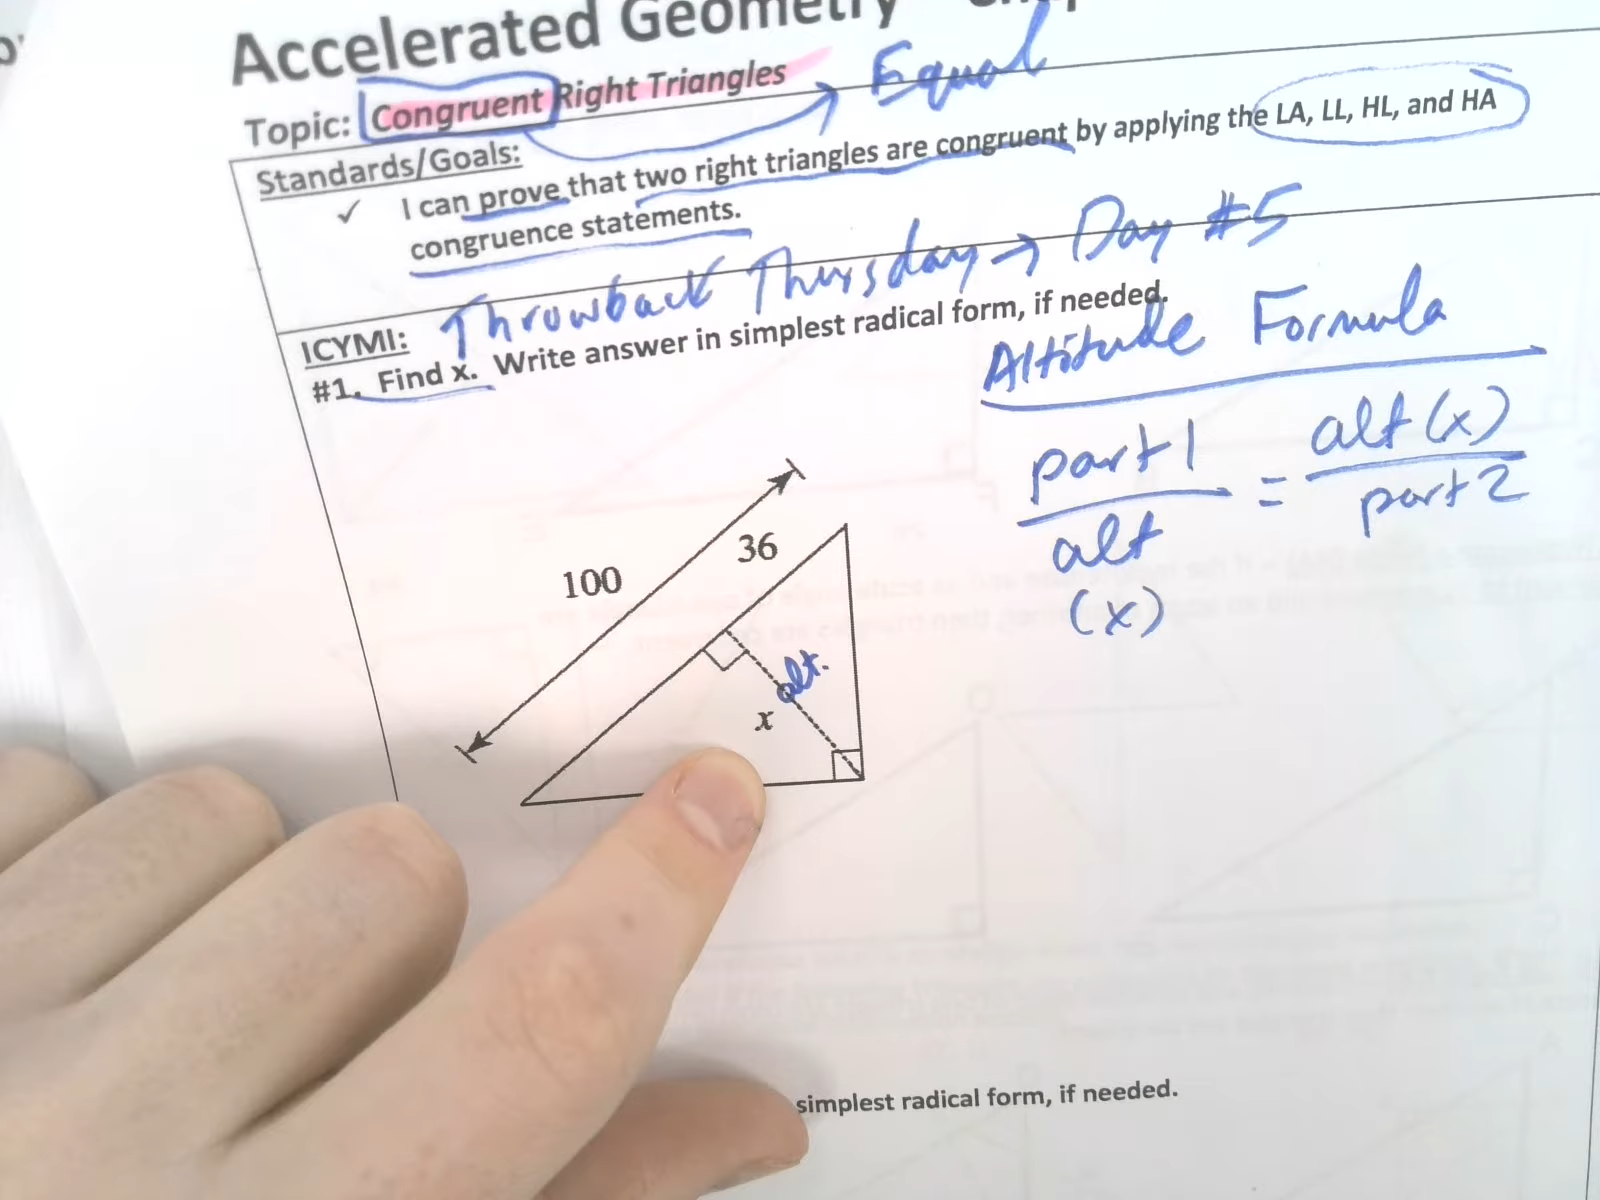 Accelerated Geometry
Topic: Congruent Right Triangles
Equal
Standards/Goals:
✓ I can prove that two right triangles are congruent by applying the LA, LL, HL, and HA
congruence statements.
Throwback Thursday → Day #5
ICYMI:
#1. Find x. Write answer in simplest radical form, if needed.
Altitude Formula
part 1 / alt (x) = alt (x) / part 2
36
100
alt.
x
simplest radical form, if needed.